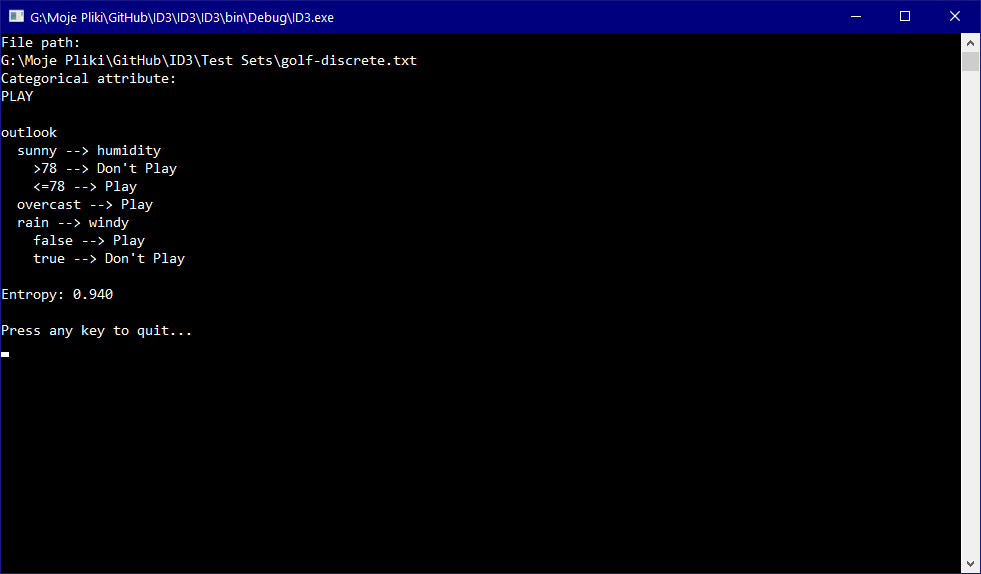 G:\Moje Pliki\GitHub\ID3\ID3\ID3\bin\Debug\ID3.exe
File path:
G:\Moje Pliki\GitHub\ID3\Test Sets\golf-discrete.txt
Categorical attribute:
PLAY
outlook
sunny --> humidity
>78 --> Don't Play
<=78 --> Play
overcast --> Play
rain --> windy
false --> Play
true --> Don't Play
Entropy: 0.940
Press any key to quit...